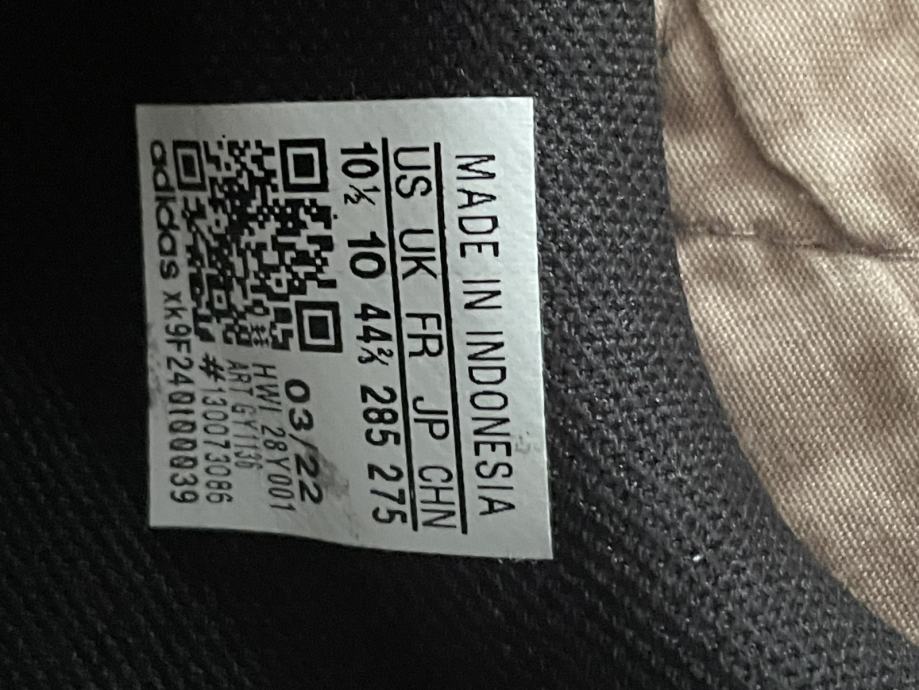 MADE IN INDONESIA
US UK FR JP CHN
10½ 10 44⅔ 285 275
03/22
HWI 28Y001
ART GY1136
#130073086
adidas XK9F240100039